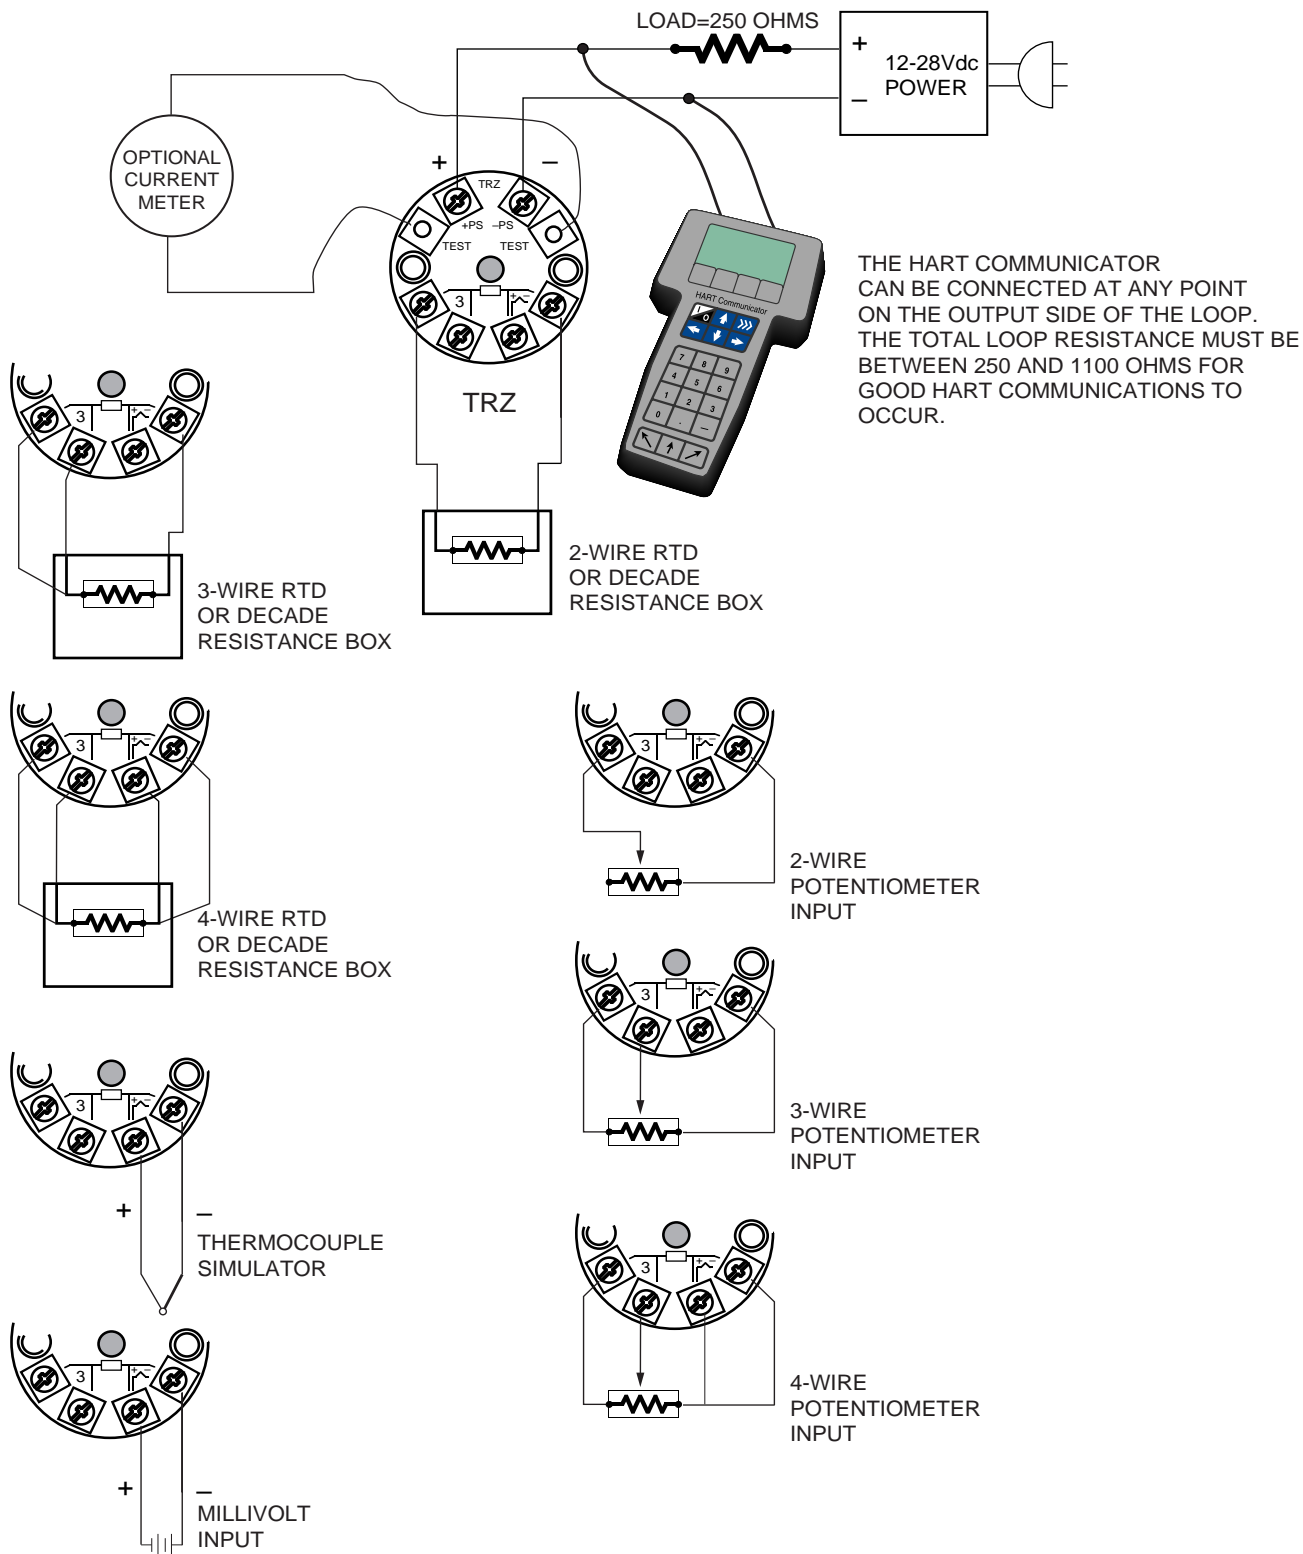 LOAD=250 OHMS
+
12-28Vdc
POWER
–
OPTIONAL
CURRENT
METER
+
–
TRZ
+PS –PS
TEST TEST
3
+ –
TRZ
HART Communicator
I
O
7 8 9
4 5 6
1 2 3
0 . –
THE HART COMMUNICATOR
CAN BE CONNECTED AT ANY POINT
ON THE OUTPUT SIDE OF THE LOOP.
THE TOTAL LOOP RESISTANCE MUST BE
BETWEEN 250 AND 1100 OHMS FOR
GOOD HART COMMUNICATIONS TO
OCCUR.
2-WIRE RTD
OR DECADE
RESISTANCE BOX
3
+ –
3-WIRE RTD
OR DECADE
RESISTANCE BOX
3
+ –
4-WIRE RTD
OR DECADE
RESISTANCE BOX
3
+ –
2-WIRE
POTENTIOMETER
INPUT
3
+ –
3-WIRE
POTENTIOMETER
INPUT
3
+ –
+
–
THERMOCOUPLE
SIMULATOR
3
+ –
4-WIRE
POTENTIOMETER
INPUT
3
+ –
+
–
MILLIVOLT
INPUT